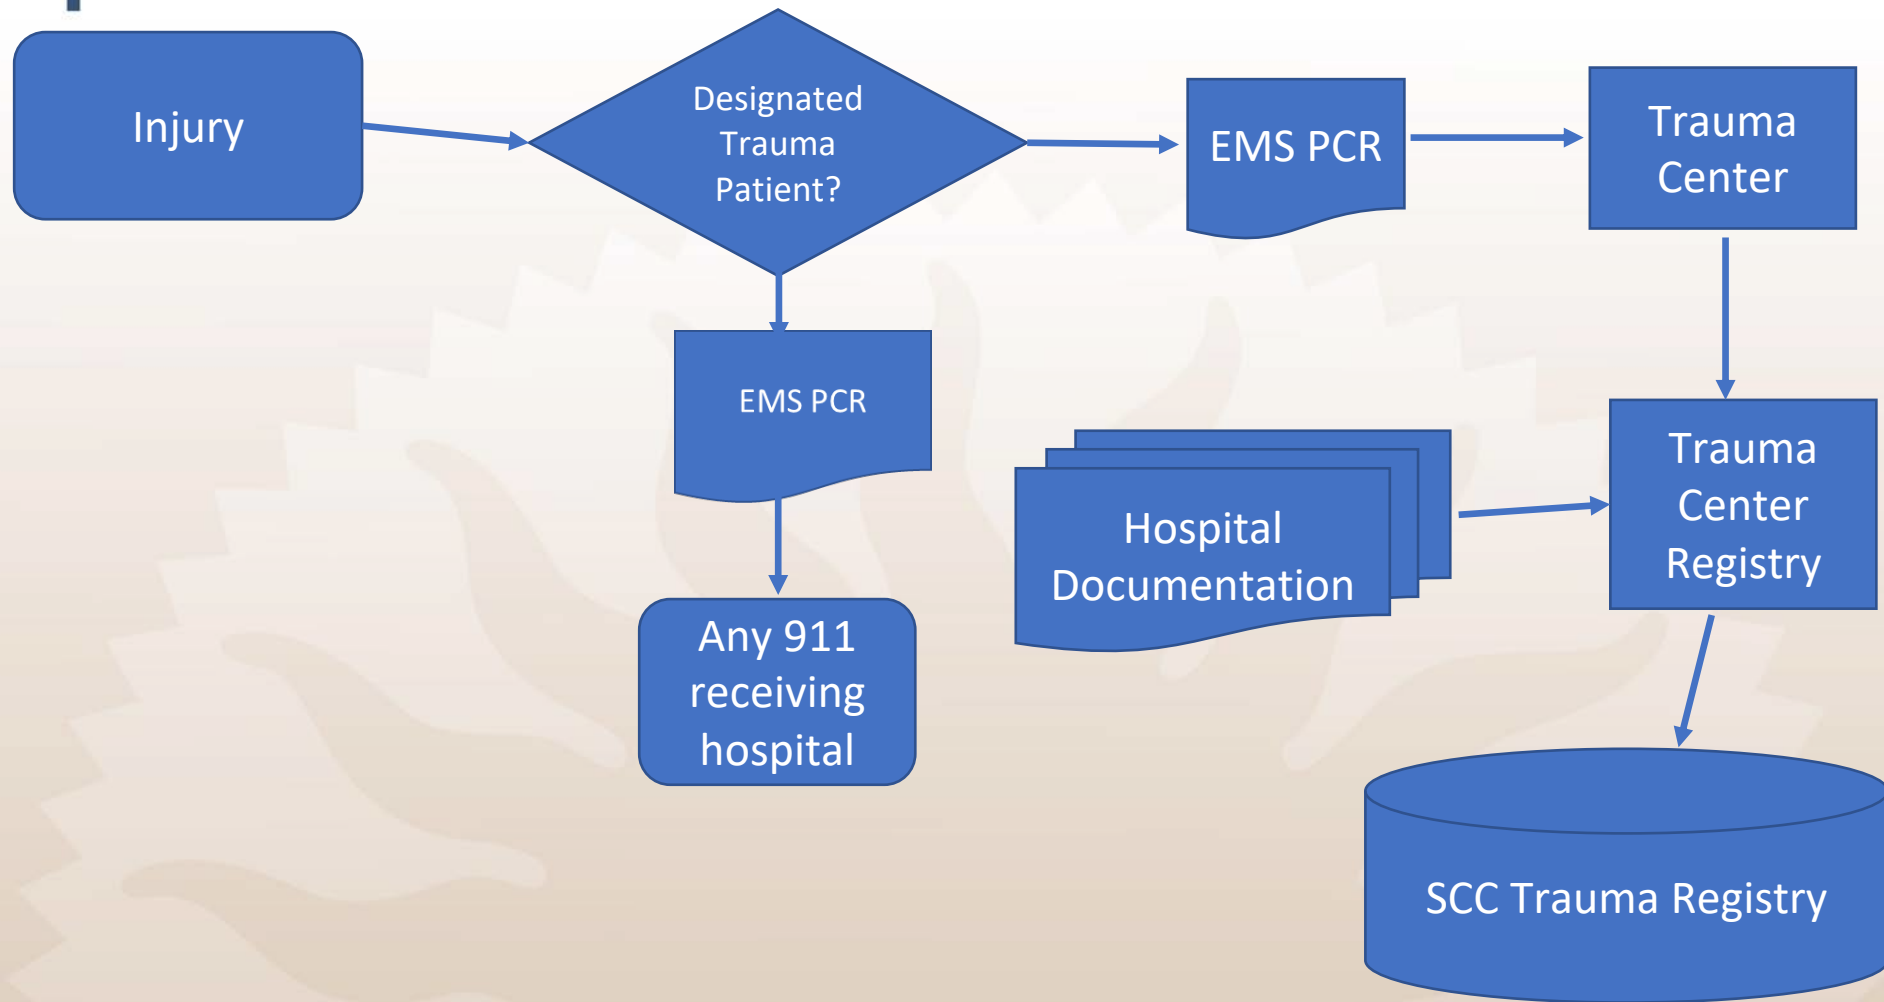 Injury
Designated
Trauma
Patient?
EMS PCR
Trauma
Center
EMS PCR
Any 911
receiving
hospital
Hospital
Documentation
Trauma
Center
Registry
SCC Trauma Registry